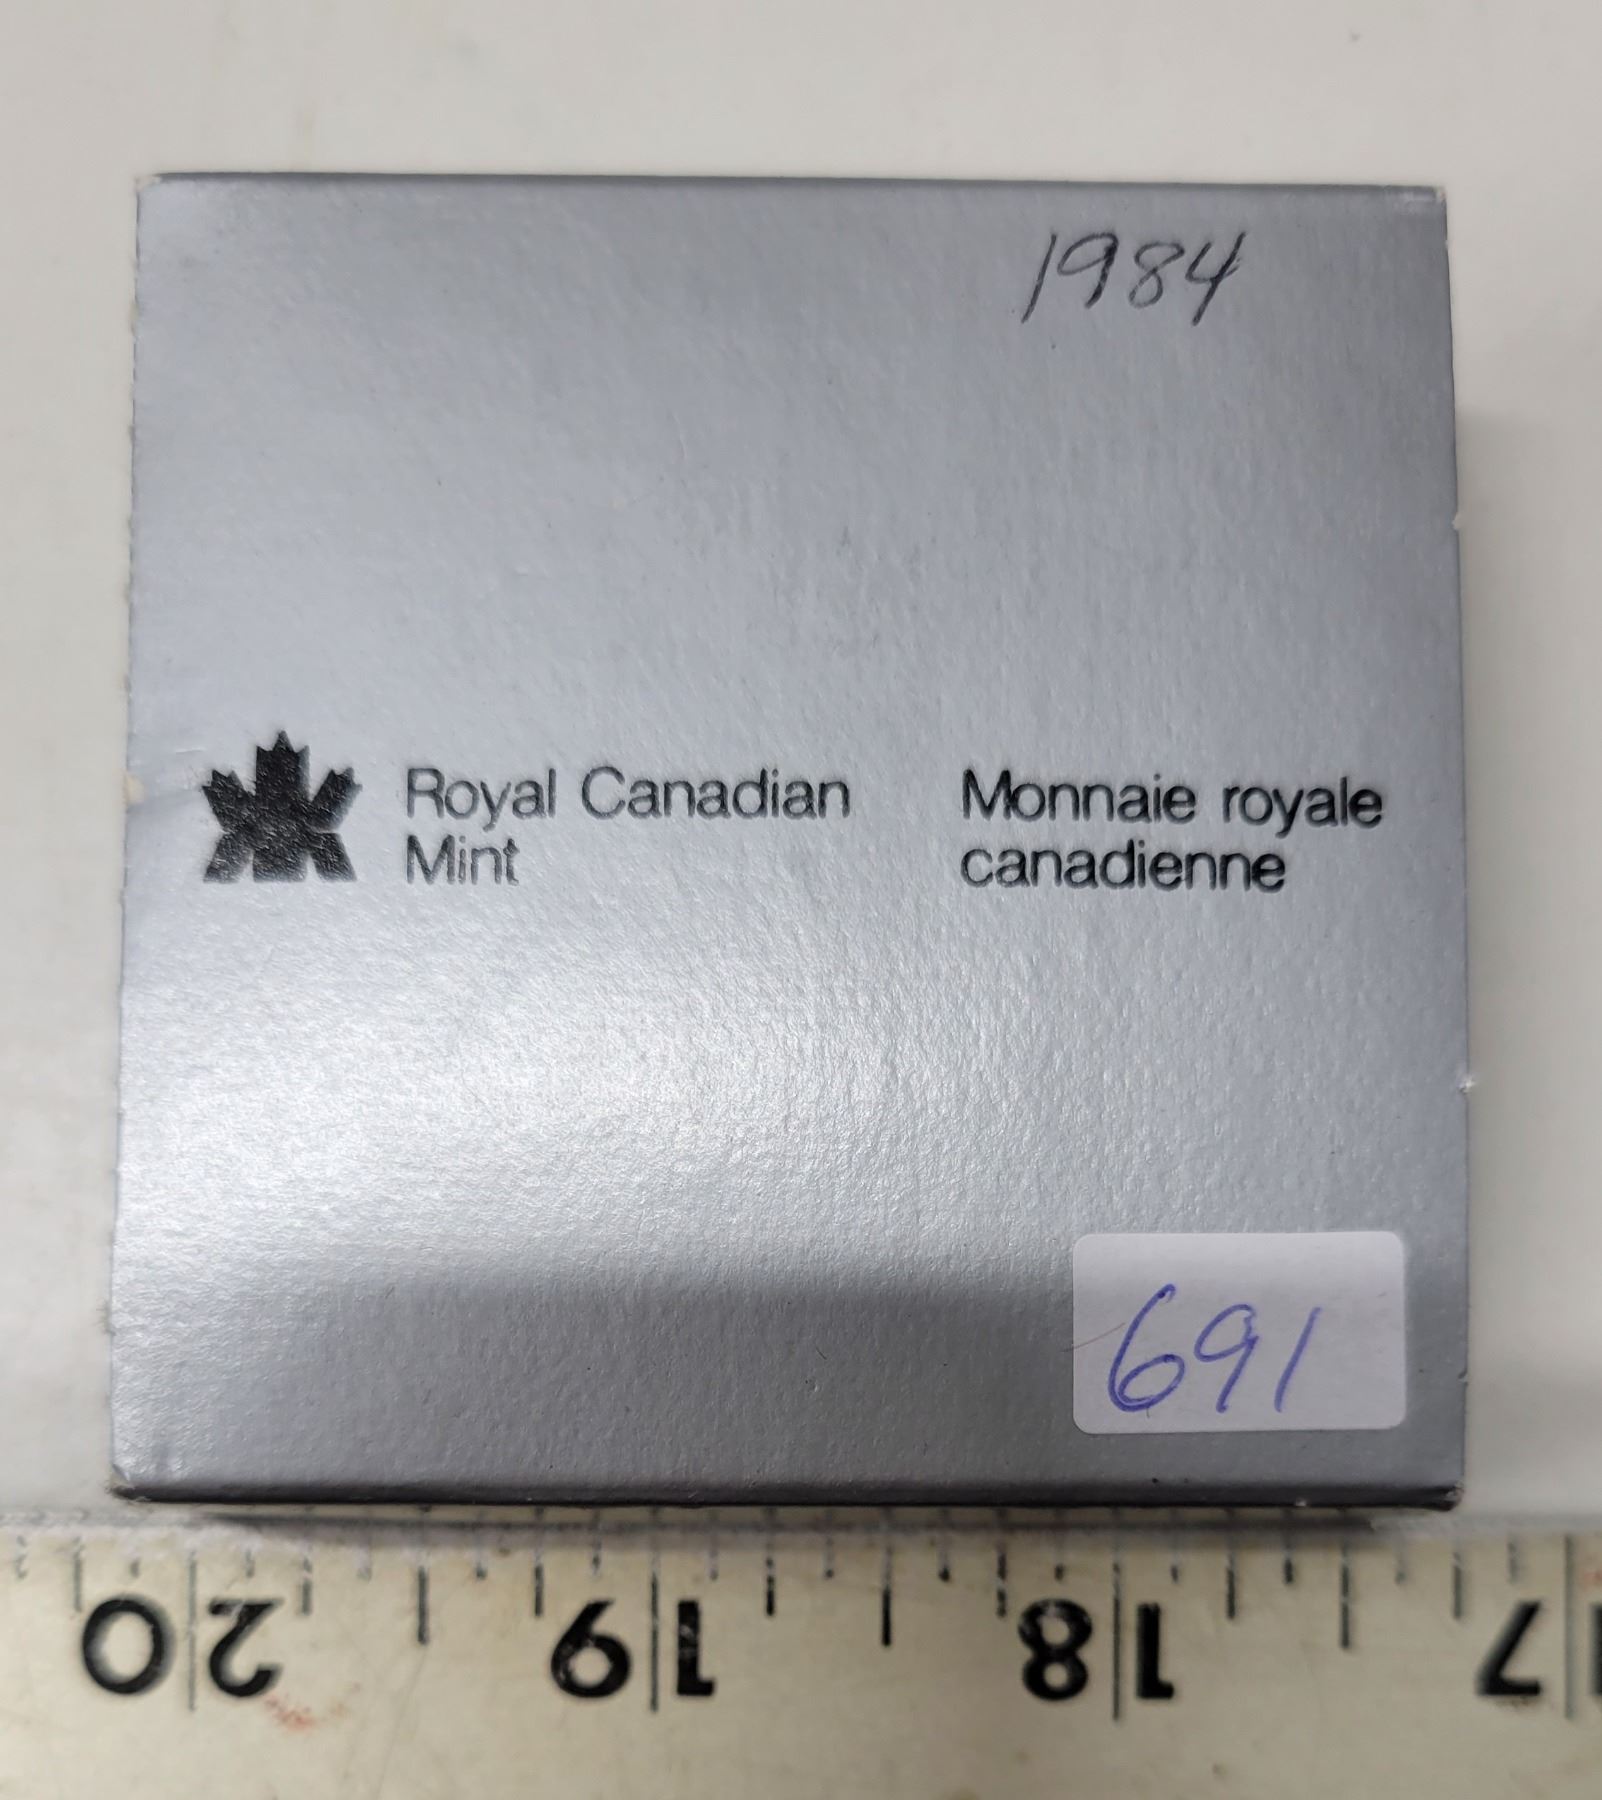 1984
Royal Canadian Mint
Monnaie royale canadienne
691
20 19 18 17